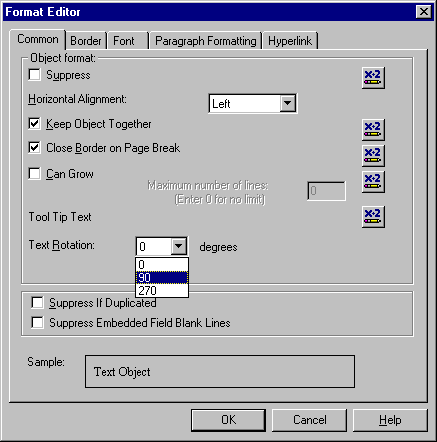 Format Editor
Common Border Font Paragraph Formatting Hyperlink
Object format:
Suppress
X+2
Horizontal Alignment: Left
Keep Object Together
X+2
Close Border on Page Break
X+2
Can Grow
X+2
Maximum number of lines: 0
(Enter 0 for no limit)
Tool Tip Text
X+2
Text Rotation: 0 degrees
0
90
270
Suppress If Duplicated
Suppress Embedded Field Blank Lines
Sample:
Text Object
OK Cancel Help